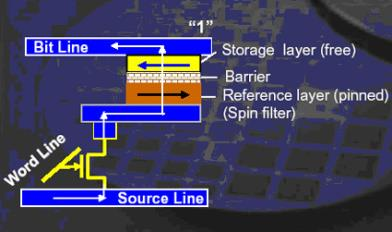 “1”
Bit Line
Storage layer (free)
Barrier
Reference layer (pinned)
(Spin filter)
Word Line
Source Line